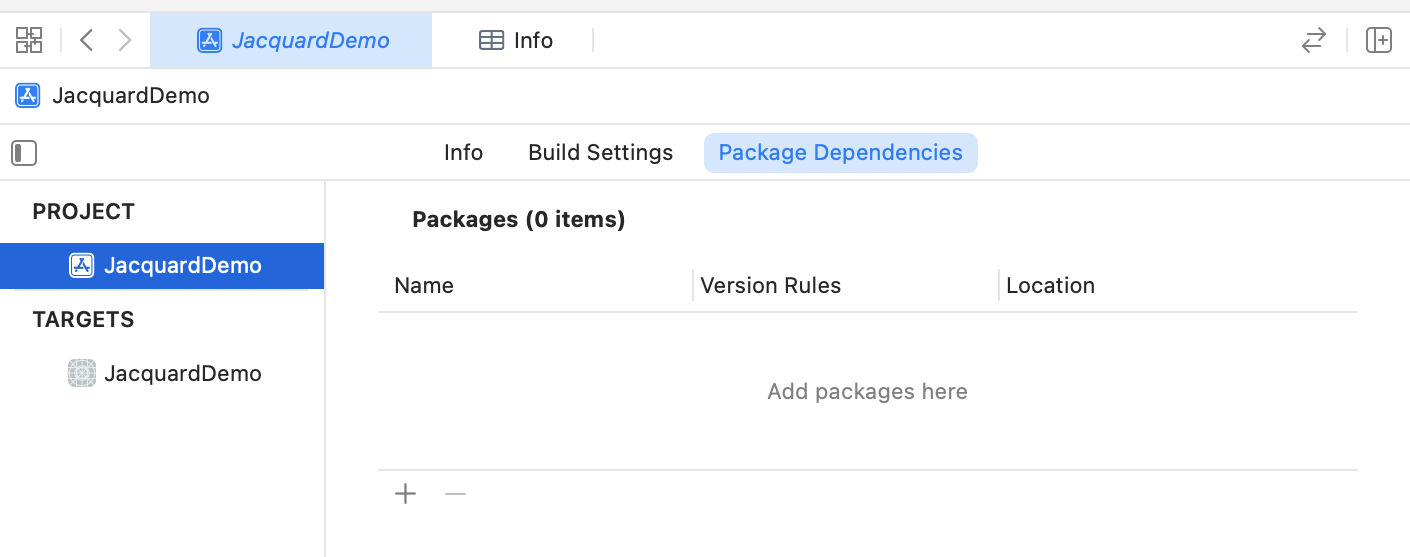 JacquardDemo
Info
JacquardDemo
Info
Build Settings
Package Dependencies
PROJECT
JacquardDemo
TARGETS
JacquardDemo
Packages (0 items)
Name
Version Rules
Location
Add packages here